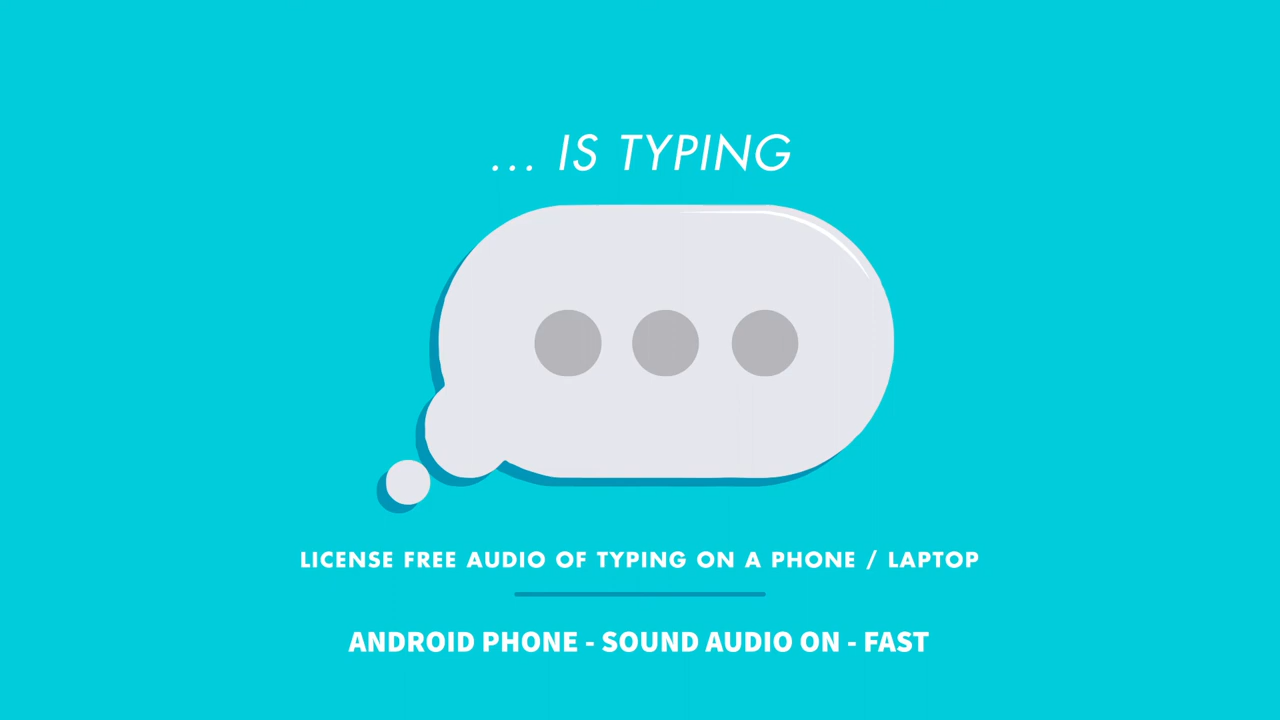 ... IS TYPING
LICENSE FREE AUDIO OF TYPING ON A PHONE / LAPTOP
ANDROID PHONE - SOUND AUDIO ON - FAST